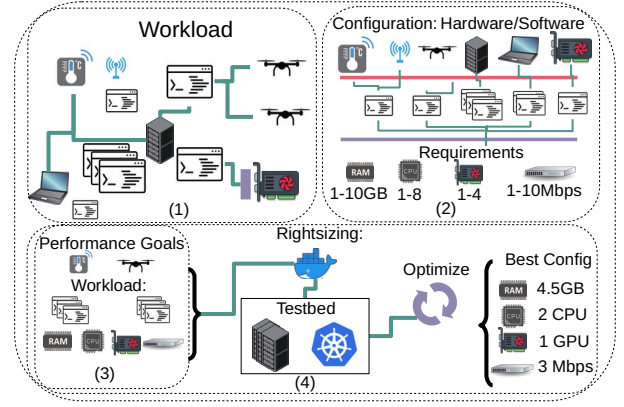 Workload
(1)
Configuration: Hardware/Software
Requirements
RAM
CPU
1-10GB
1-8
1-4
1-10Mbps
(2)
Performance Goals
Workload:
RAM
CPU
(3)
Rightsizing:
Testbed
(4)
Optimize
Best Config
RAM
4.5GB
CPU
2 CPU
1 GPU
3 Mbps